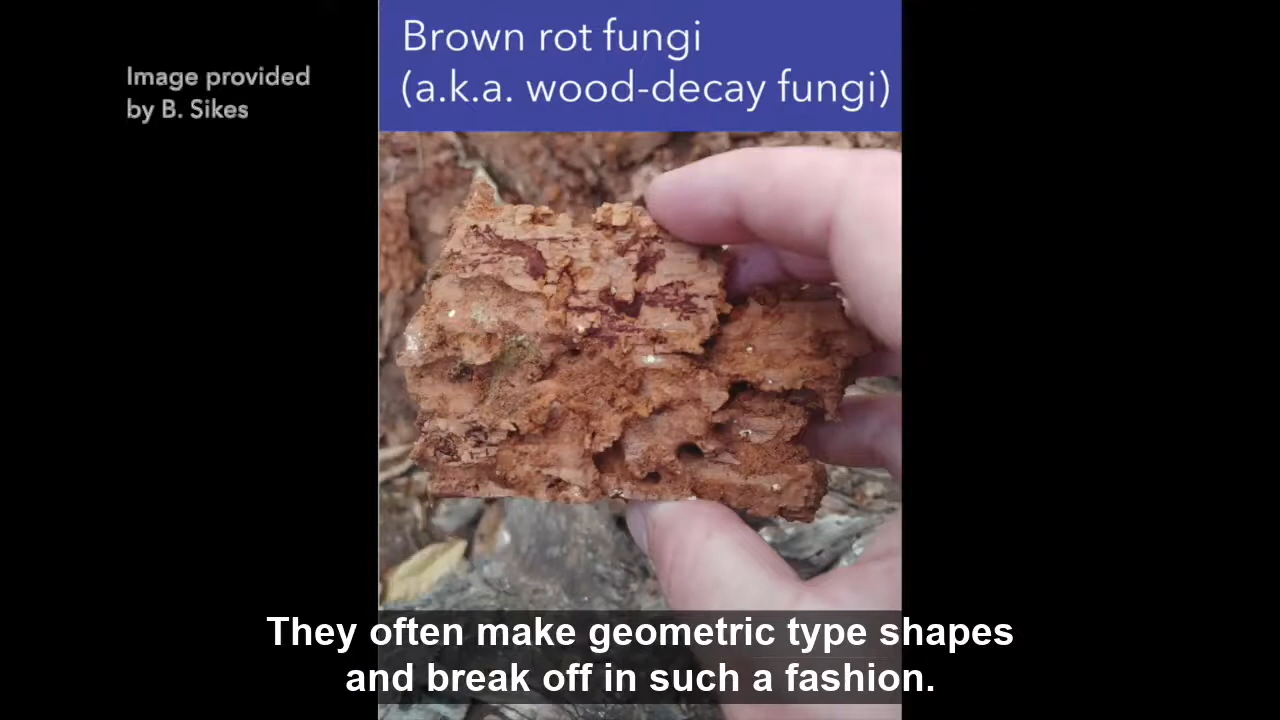 Brown rot fungi
(a.k.a. wood-decay fungi)
Image provided
by B. Sikes
They often make geometric type shapes
and break off in such a fashion.